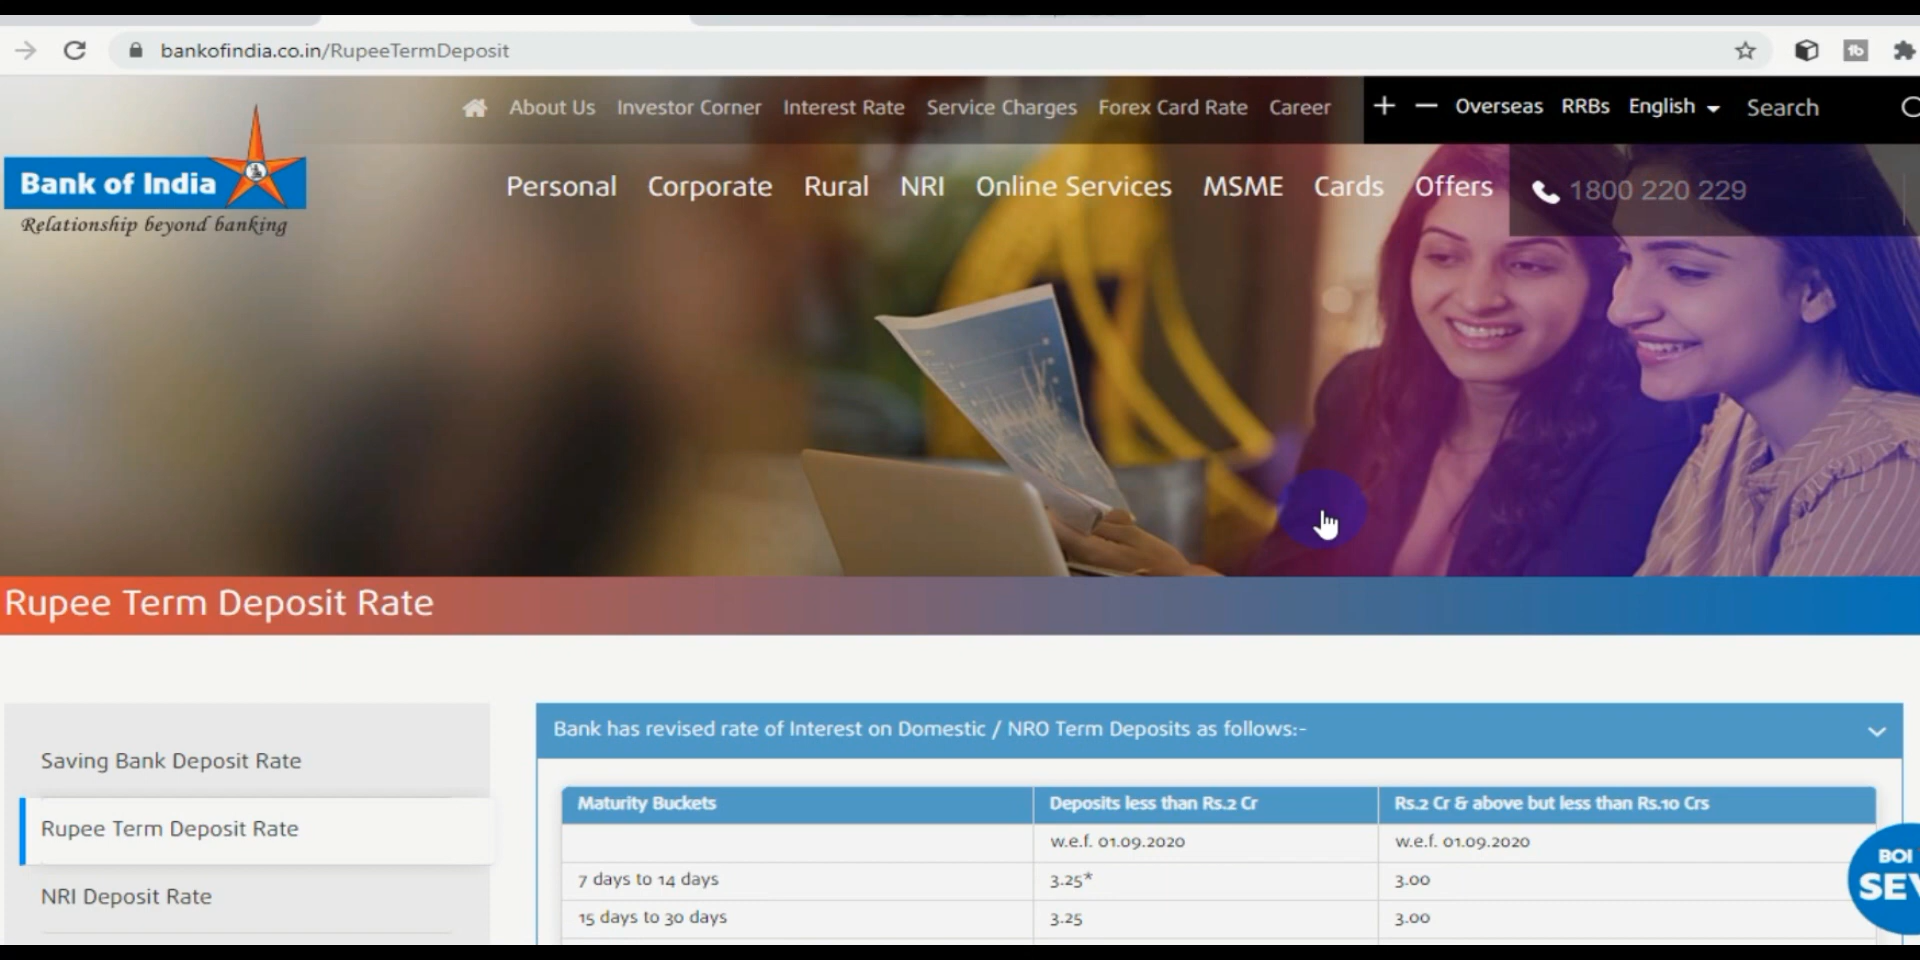 bankofindia.co.in/RupeeTermDeposit
About Us Investor Corner Interest Rate Service Charges Forex Card Rate Career + − Overseas RRBs English Search
Bank of India
Relationship beyond banking
Personal Corporate Rural NRI Online Services MSME Cards Offers 1800 220 229
Rupee Term Deposit Rate
Saving Bank Deposit Rate
Rupee Term Deposit Rate
NRI Deposit Rate
Bank has revised rate of Interest on Domestic / NRO Term Deposits as follows:-
Maturity Buckets Deposits less than Rs.2 Cr Rs.2 Cr & above but less than Rs.10 Crs
w.e.f. 01.09.2020 w.e.f. 01.09.2020
7 days to 14 days 3.25* 3.00
15 days to 30 days 3.25 3.00
BOI